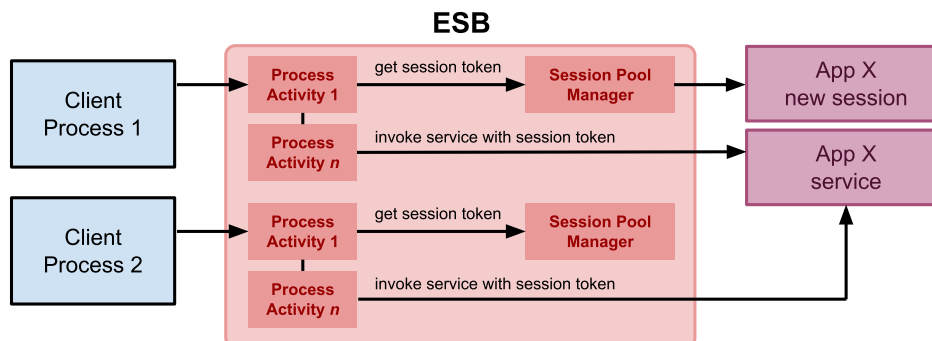 ESB
Client
Process 1
Process
Activity 1
get session token
Session Pool
Manager
App X
new session
Process
Activity n
invoke service with session token
App X
service
Client
Process 2
Process
Activity 1
get session token
Session Pool
Manager
Process
Activity n
invoke service with session token